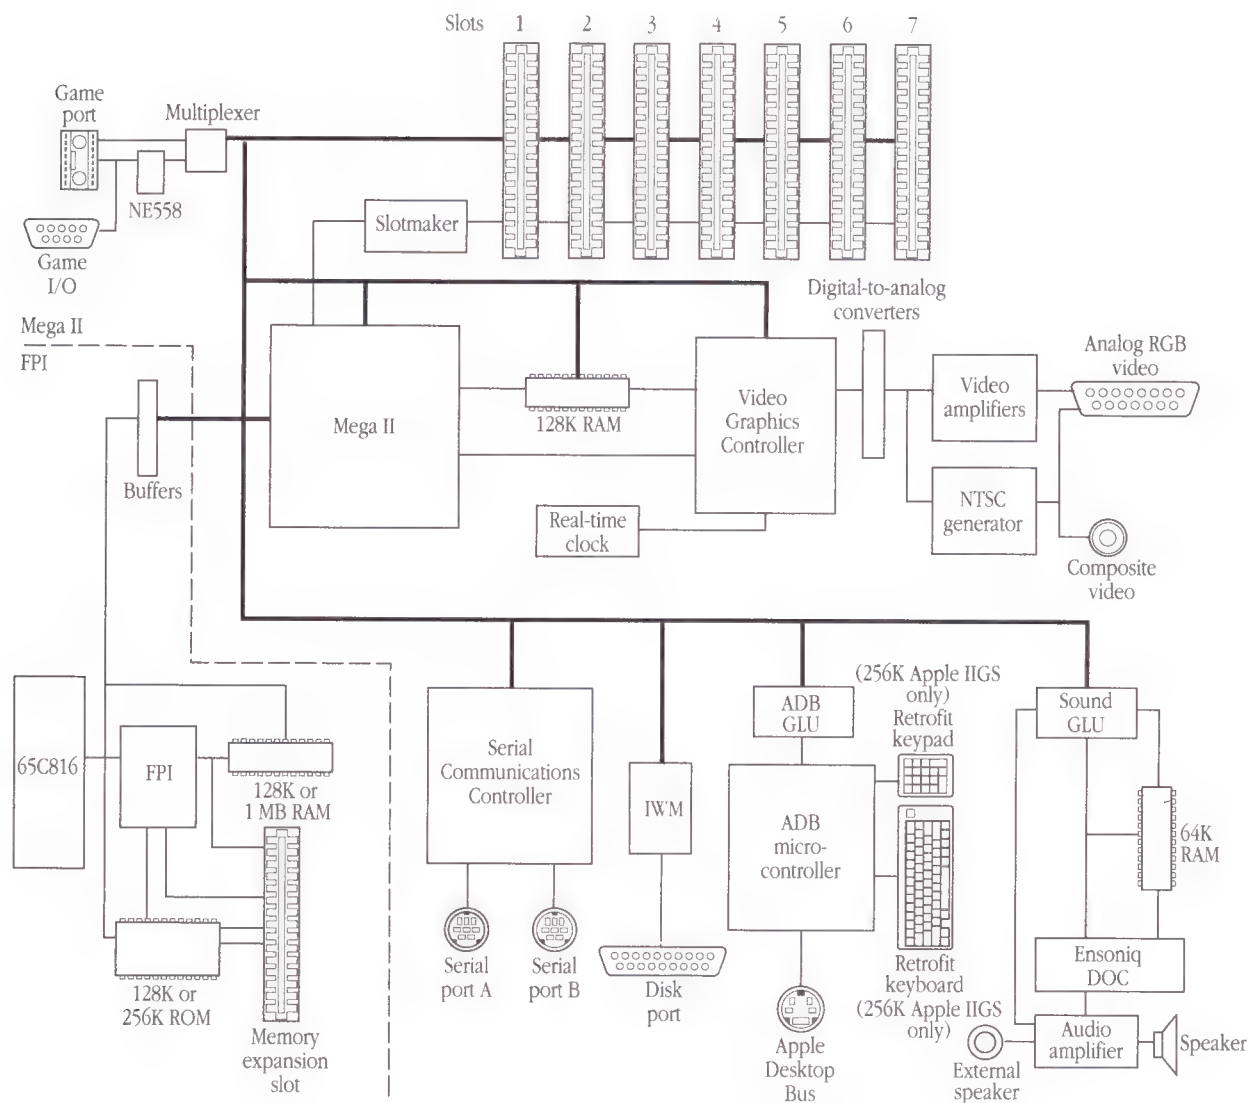 Slots 1 2 3 4 5 6 7
Game
port
Multiplexer
NE558
Slotmaker
Game
I/O
Digital-to-analog
converters
Mega II
FPI
Analog RGB
video
Video
amplifiers
Mega II
128K RAM
Video
Graphics
Controller
Buffers
NTSC
generator
Real-time
clock
Composite
video
65C816
FPI
128K or
1 MB RAM
128K or
256K ROM
Memory
expansion
slot
Serial
Communications
Controller
Serial
port A
Serial
port B
IWM
Disk
port
ADB
GLU
ADB
micro-
controller
Apple
Desktop
Bus
(256K Apple IIGS
only)
Retrofit
keypad
Retrofit
keyboard
(256K Apple IIGS
only)
Sound
GLU
64K
RAM
Ensoniq
DOC
Audio
amplifier
Speaker
External
speaker